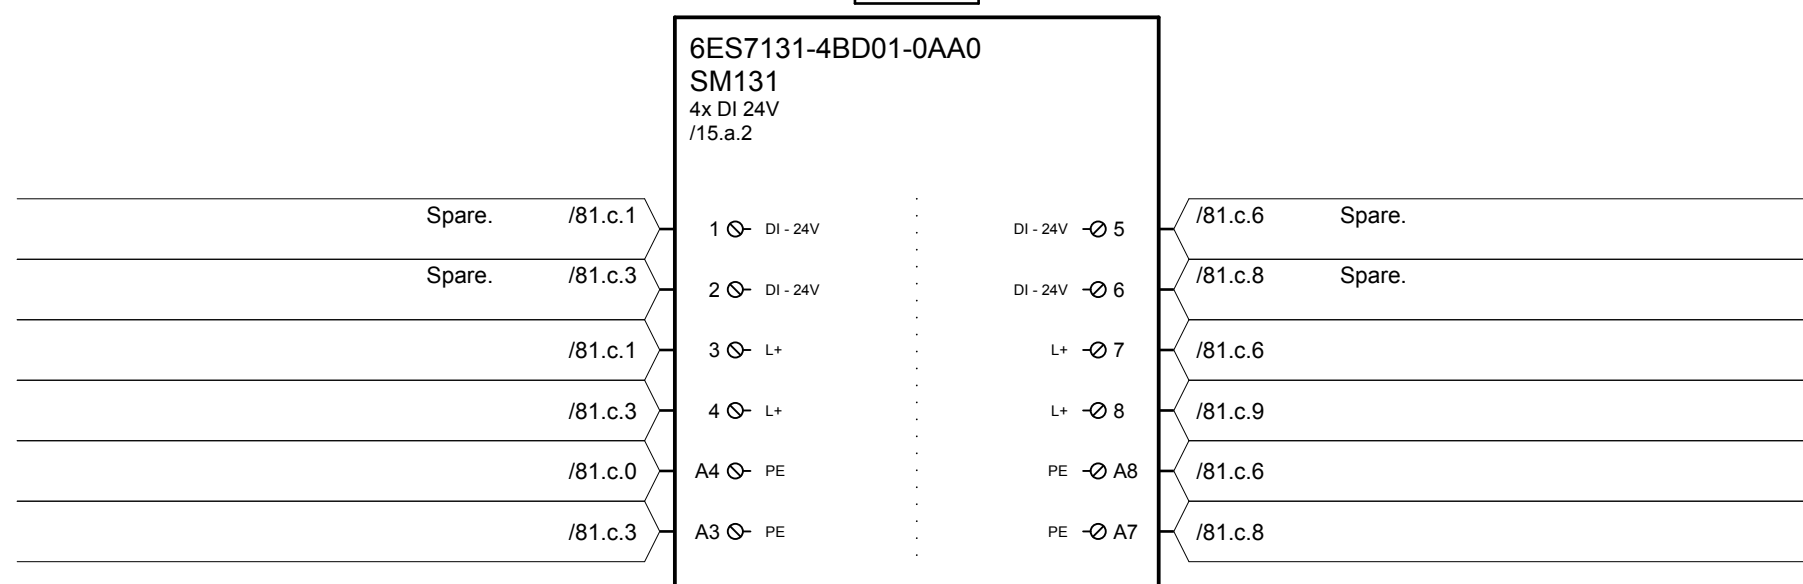 6ES7131-4BD01-0AA0
SM131
4x DI 24V
/15.a.2
Spare. /81.c.1 1 DI - 24V DI - 24V 5 /81.c.6 Spare.
Spare. /81.c.3 2 DI - 24V DI - 24V 6 /81.c.8 Spare.
/81.c.1 3 L+ L+ 7 /81.c.6
/81.c.3 4 L+ L+ 8 /81.c.9
/81.c.0 A4 PE PE A8 /81.c.6
/81.c.3 A3 PE PE A7 /81.c.8